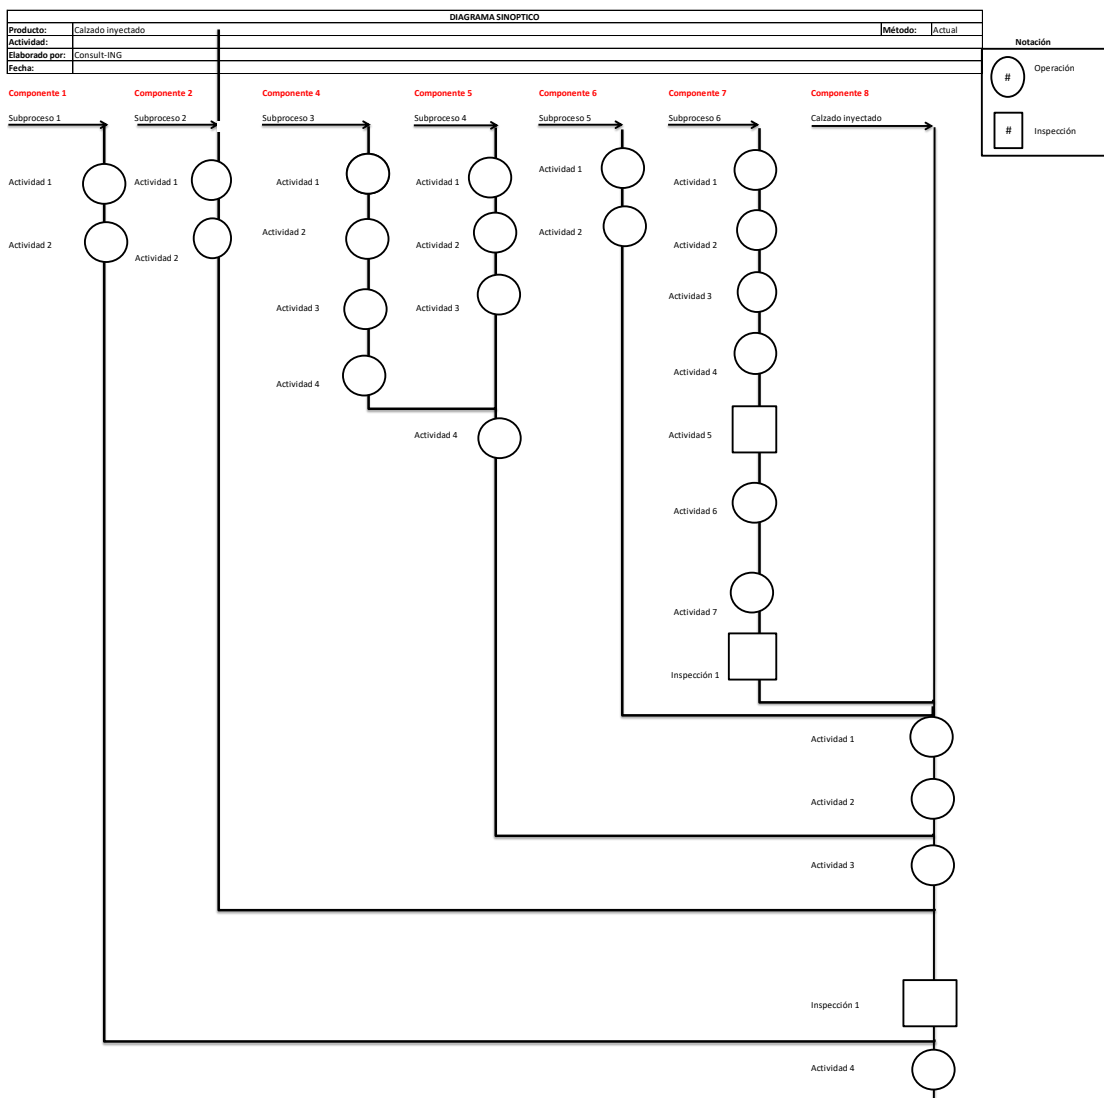 DIAGRAMA SINOPTICO
Producto: Calzado inyectado Método: Actual
Actividad:
Elaborado por: Consult-ING
Fecha:
Notación
# Operación
# Inspección
Componente 1 Componente 2 Componente 4 Componente 5 Componente 6 Componente 7 Componente 8
Subproceso 1 Subproceso 2 Subproceso 3 Subproceso 4 Subproceso 5 Subproceso 6 Calzado inyectado
Actividad 1 Actividad 1 Actividad 1 Actividad 1 Actividad 1 Actividad 1
Actividad 2 Actividad 2 Actividad 2 Actividad 2 Actividad 2 Actividad 2
Actividad 3 Actividad 3 Actividad 3
Actividad 4 Actividad 4
Actividad 4 Actividad 5
Actividad 6
Actividad 7
Inspección 1
Actividad 1
Actividad 2
Actividad 3
Inspección 1
Actividad 4